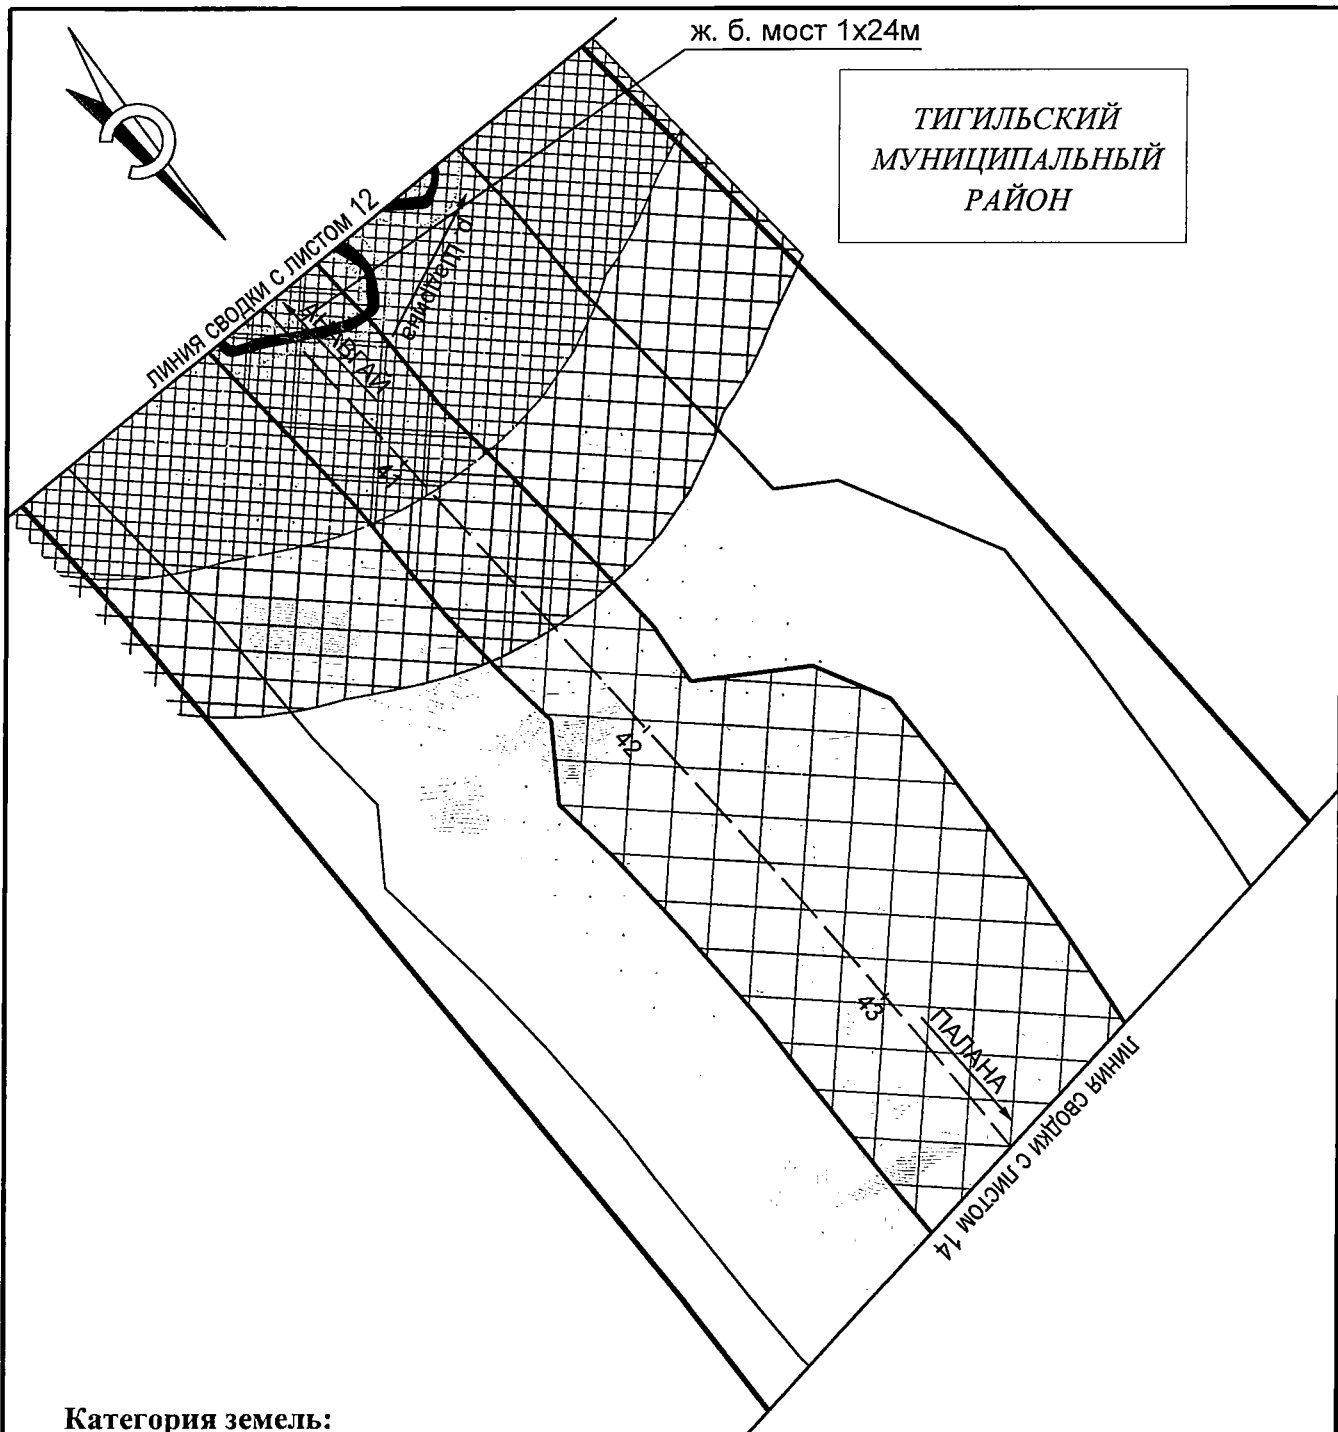 ж. б. мост 1х24м
ТИГИЛЬСКИЙ
МУНИЦИПАЛЬНЫЙ
РАЙОН
С
ЛИНИЯ СВОДКИ С ЛИСТОМ 12
р.
АКАВГАЙ
41
42
43
ПАЛАНА
ЛИНИЯ СВОДКИ С ЛИСТОМ 14
Категория земель: